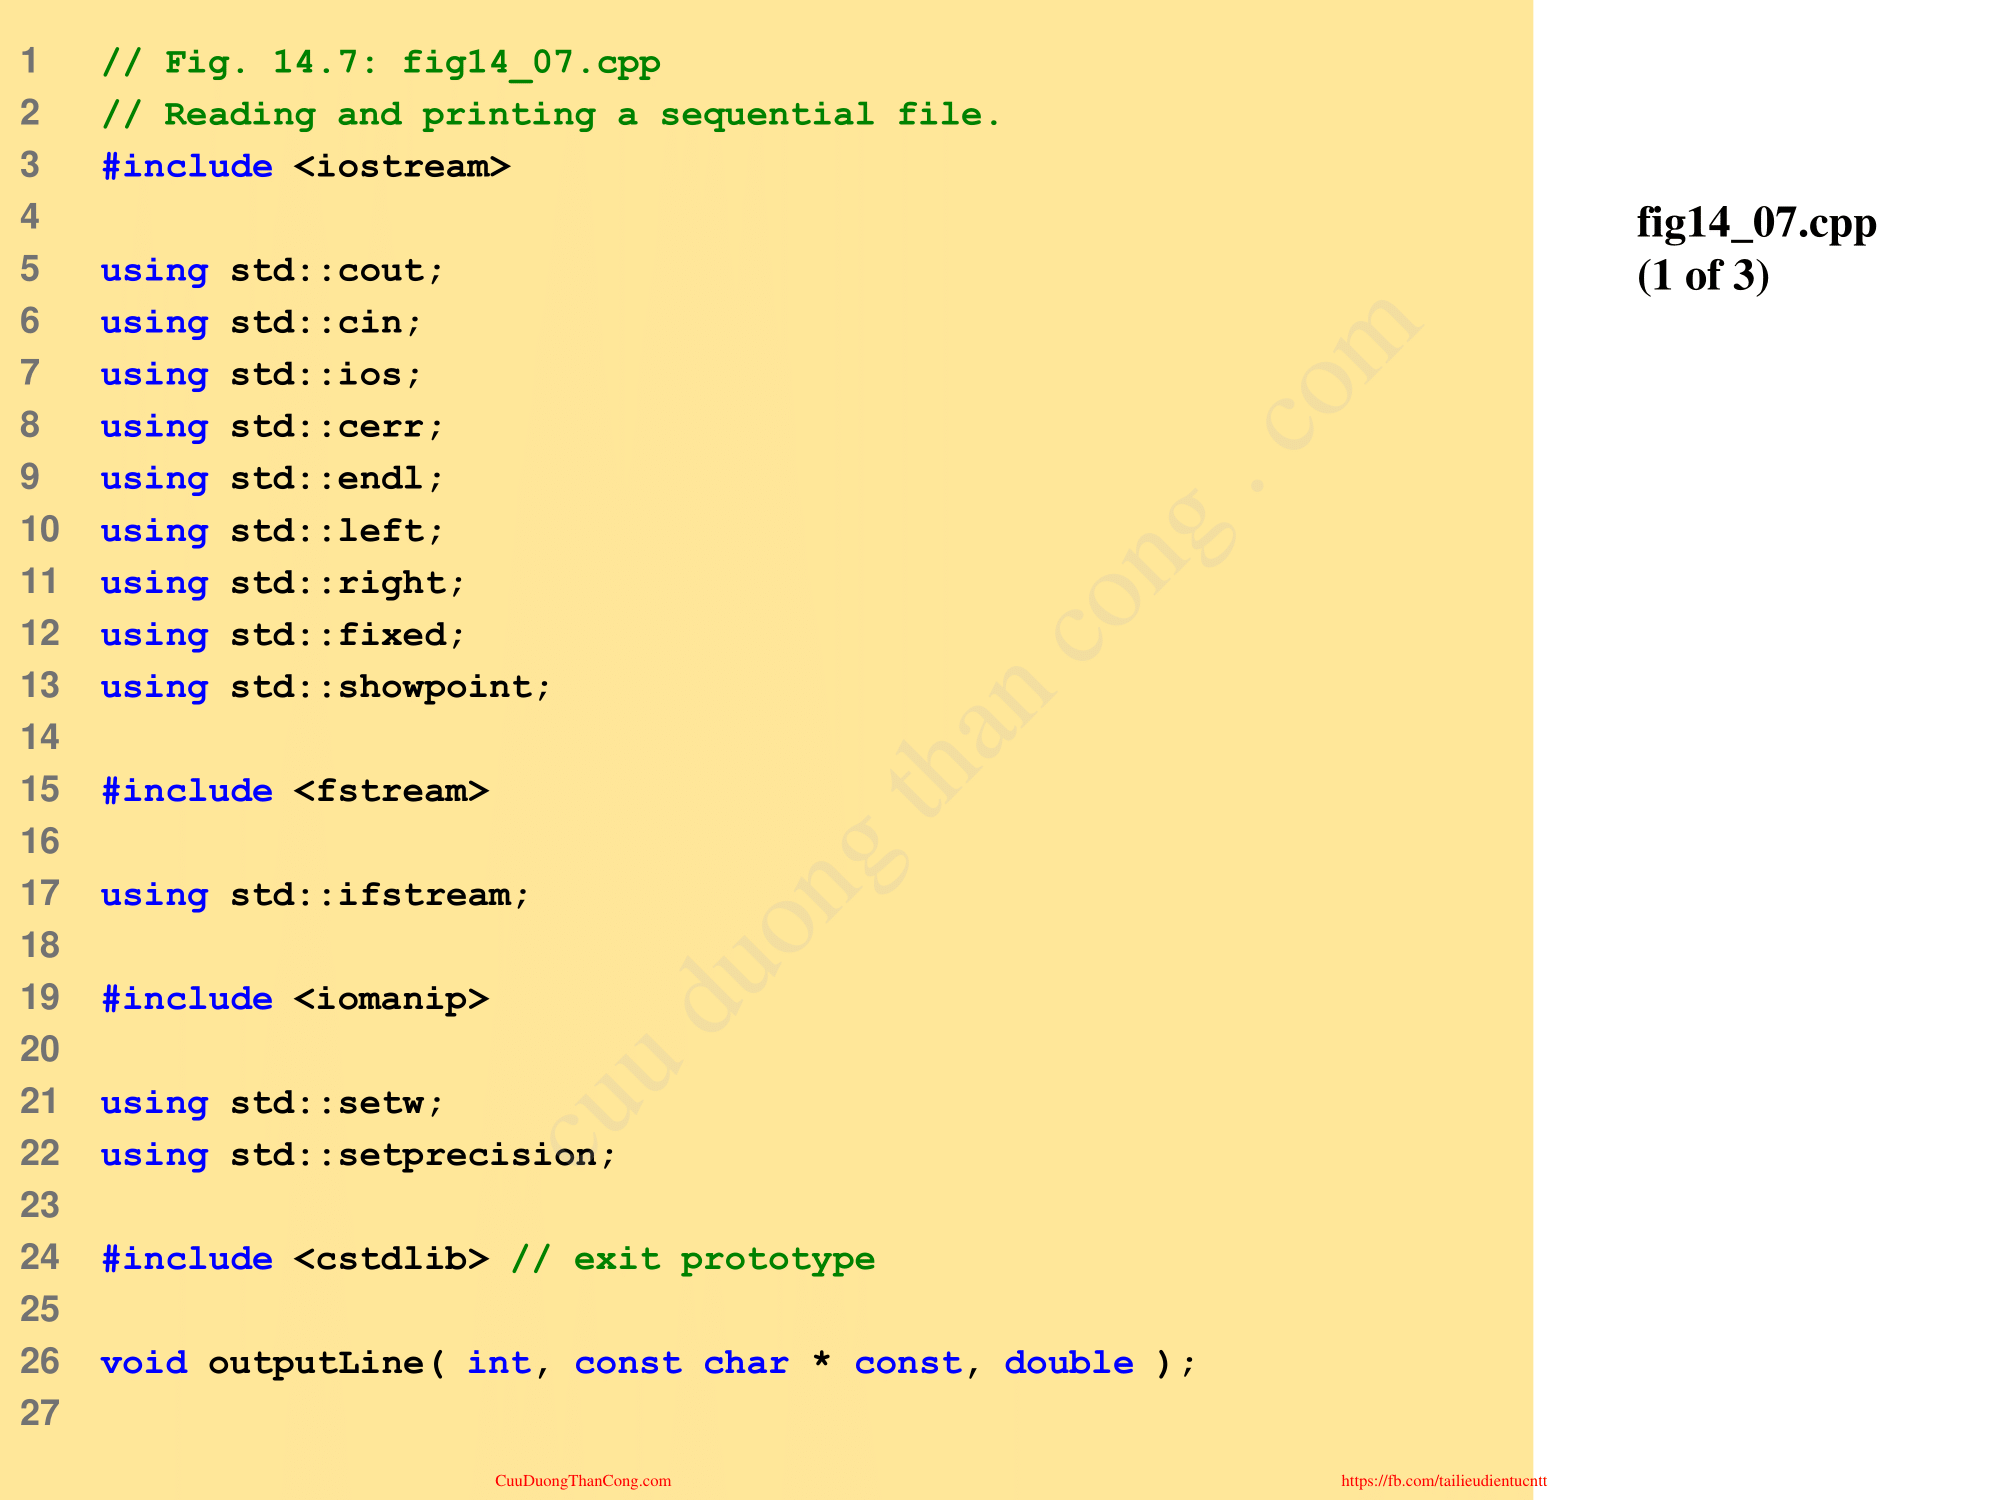 1 // Fig. 14.7: fig14_07.cpp
2 // Reading and printing a sequential file.
3 #include <iostream>
4
5 using std::cout;
6 using std::cin;
7 using std::ios;
8 using std::cerr;
9 using std::endl;
10 using std::left;
11 using std::right;
12 using std::fixed;
13 using std::showpoint;
14
15 #include <fstream>
16
17 using std::ifstream;
18
19 #include <iomanip>
20
21 using std::setw;
22 using std::setprecision;
23
24 #include <cstdlib> // exit prototype
25
26 void outputLine( int, const char * const, double );
27
fig14_07.cpp
(1 of 3)
cuu duong than cong . com
CuuDuongThanCong.com
https://fb.com/tailieudientucntt